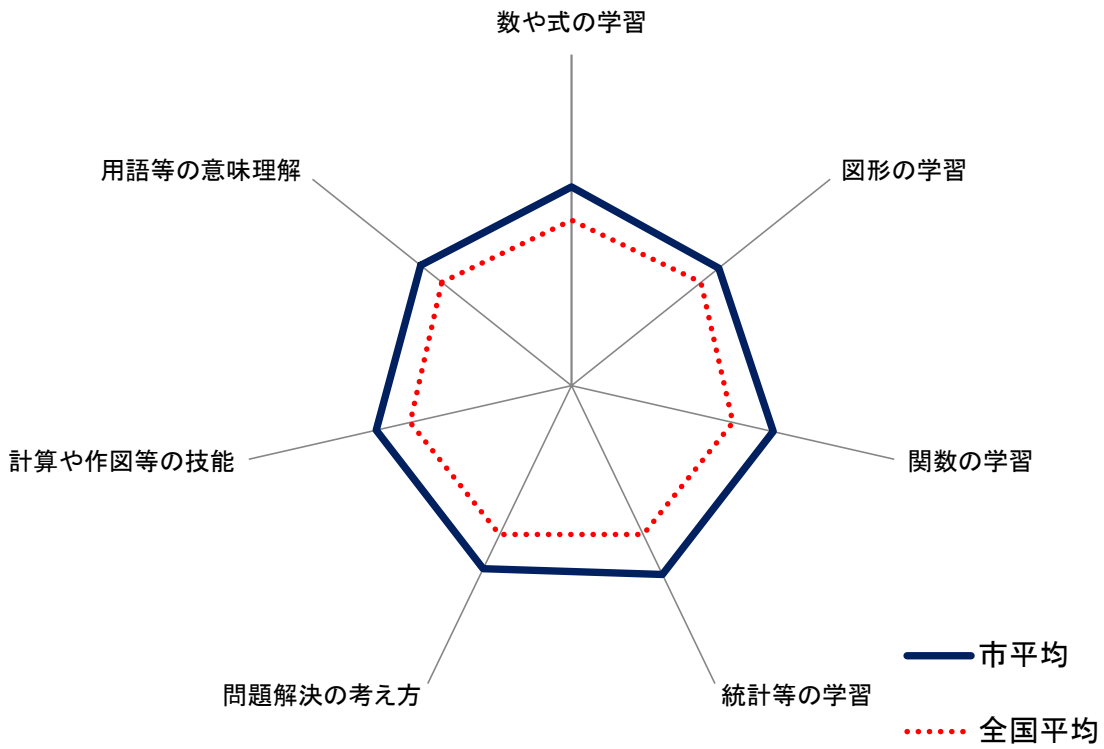 数や式の学習
用語等の意味理解
図形の学習
計算や作図等の技能
関数の学習
問題解決の考え方
統計等の学習
市平均
全国平均